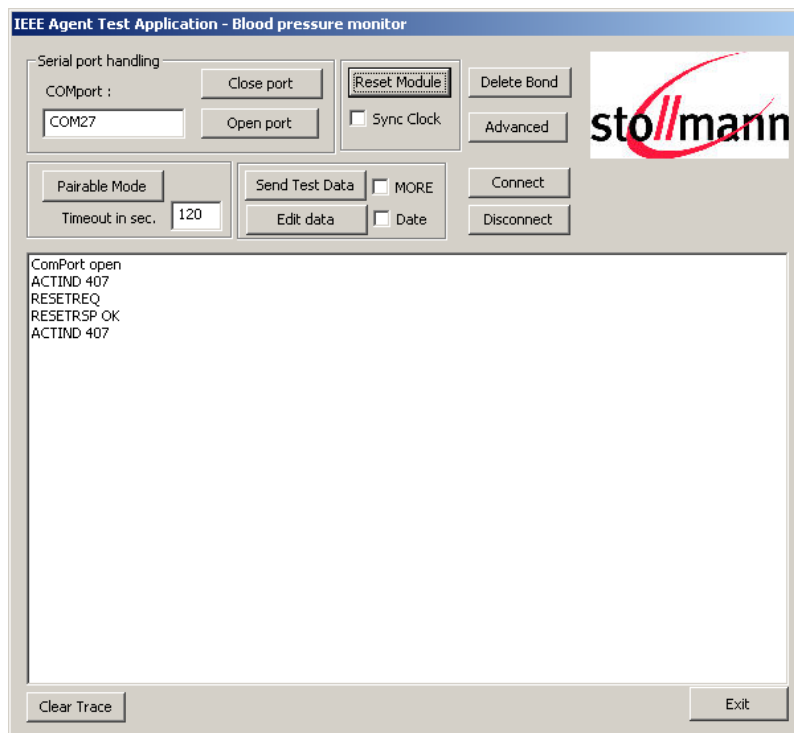 IEEE Agent Test Application - Blood pressure monitor
Serial port handling
COMport :
Close port
Reset Module
Delete Bond
COM27
Open port
Sync Clock
Advanced
stollmann
Pairable Mode
Send Test Data
MORE
Connect
Timeout in sec.
120
Edit data
Date
Disconnect
ComPort open
ACTIND 407
RESETREQ
RESETRSP OK
ACTIND 407
Clear Trace
Exit